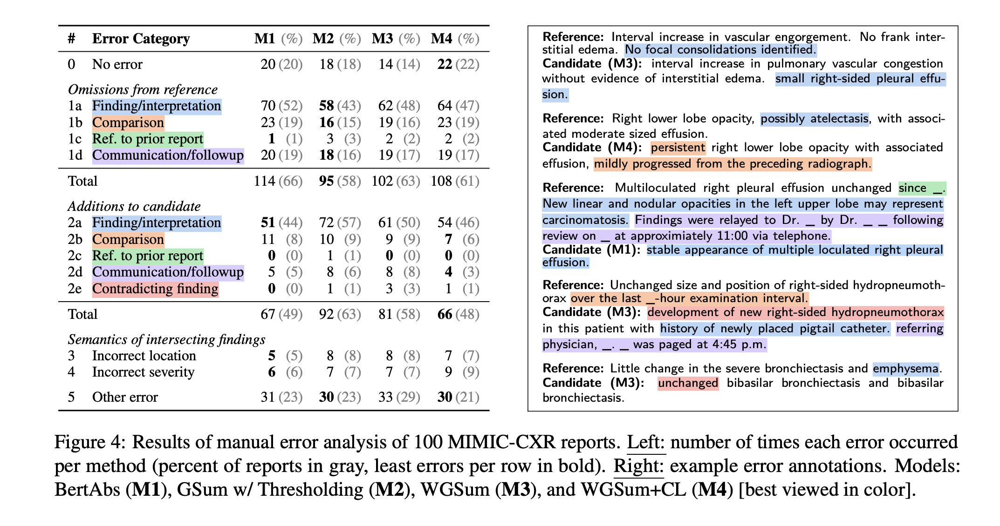 # Error Category M1 (%) M2 (%) M3 (%) M4 (%)
0 No error 20 (20) 18 (18) 14 (14) 22 (22)
Omissions from reference
1a Finding/interpretation 70 (52) 58 (43) 62 (48) 64 (47)
1b Comparison 23 (19) 16 (15) 19 (16) 23 (19)
1c Ref. to prior report 1 (1) 3 (3) 2 (2) 2 (2)
1d Communication/followup 20 (19) 18 (16) 19 (17) 19 (17)
Total 114 (66) 95 (58) 102 (63) 108 (61)
Additions to candidate
2a Finding/interpretation 51 (44) 72 (57) 61 (50) 54 (46)
2b Comparison 11 (8) 10 (9) 9 (9) 7 (6)
2c Ref. to prior report 0 (0) 1 (1) 0 (0) 0 (0)
2d Communication/followup 5 (5) 8 (6) 8 (8) 4 (3)
2e Contradicting finding 0 (0) 1 (1) 3 (3) 1 (1)
Total 67 (49) 92 (63) 81 (58) 66 (48)
Semantics of intersecting findings
3 Incorrect location 5 (5) 8 (8) 8 (8) 7 (7)
4 Incorrect severity 6 (6) 7 (7) 7 (7) 9 (9)
5 Other error 31 (23) 30 (23) 33 (29) 30 (21)
Reference: Interval increase in vascular engorgement. No frank inter-
stitial edema. No focal consolidations identified.
Candidate (M3): interval increase in pulmonary vascular congestion
without evidence of interstitial edema. small right-sided pleural effu-
sion.
Reference: Right lower lobe opacity, possibly atelectasis, with associ-
ated moderate sized effusion.
Candidate (M4): persistent right lower lobe opacity with associated
effusion, mildly progressed from the preceding radiograph.
Reference: Multiloculated right pleural effusion unchanged since _.
New linear and nodular opacities in the left upper lobe may represent
carcinomatosis. Findings were relayed to Dr. _ by Dr. _ _ following
review on _ at approximiately 11:00 via telephone.
Candidate (M1): stable appearance of multiple loculated right pleural
effusion.
Reference: Unchanged size and position of right-sided hydropneumoth-
orax over the last _-hour examination interval.
Candidate (M3): development of new right-sided hydropneumothorax
in this patient with history of newly placed pigtail catheter. referring
physician, _. _ was paged at 4:45 p.m.
Reference: Little change in the severe bronchiectasis and emphysema.
Candidate (M3): unchanged bibasilar bronchiectasis and bibasilar
bronchiectasis.
Figure 4: Results of manual error analysis of 100 MIMIC-CXR reports. Left: number of times each error occurred
per method (percent of reports in gray, least errors per row in bold). Right: example error annotations. Models:
BertAbs (M1), GSum w/ Thresholding (M2), WGSum (M3), and WGSum+CL (M4) [best viewed in color].